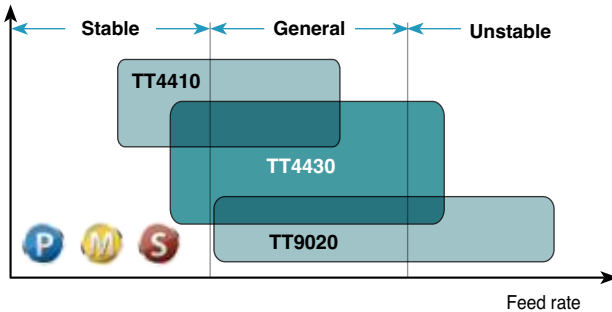 Stable General Unstable
TT4410
TT4430
TT9020
P M S
Feed rate